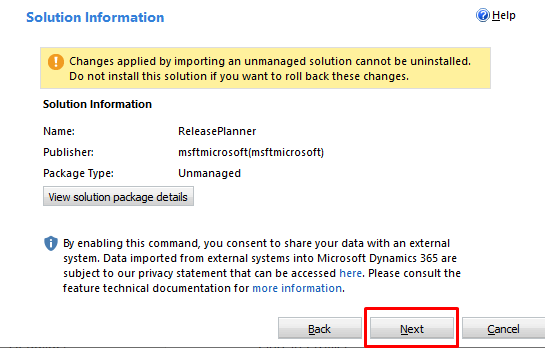 Solution Information
Help
Changes applied by importing an unmanaged solution cannot be uninstalled.
Do not install this solution if you want to roll back these changes.
Solution Information
Name: ReleasePlanner
Publisher: msftmicrosoft(msftmicrosoft)
Package Type: Unmanaged
View solution package details
By enabling this command, you consent to share your data with an external
system. Data imported from external systems into Microsoft Dynamics 365 are
subject to our privacy statement that can be accessed here. Please consult the
feature technical documentation for more information.
Back Next Cancel